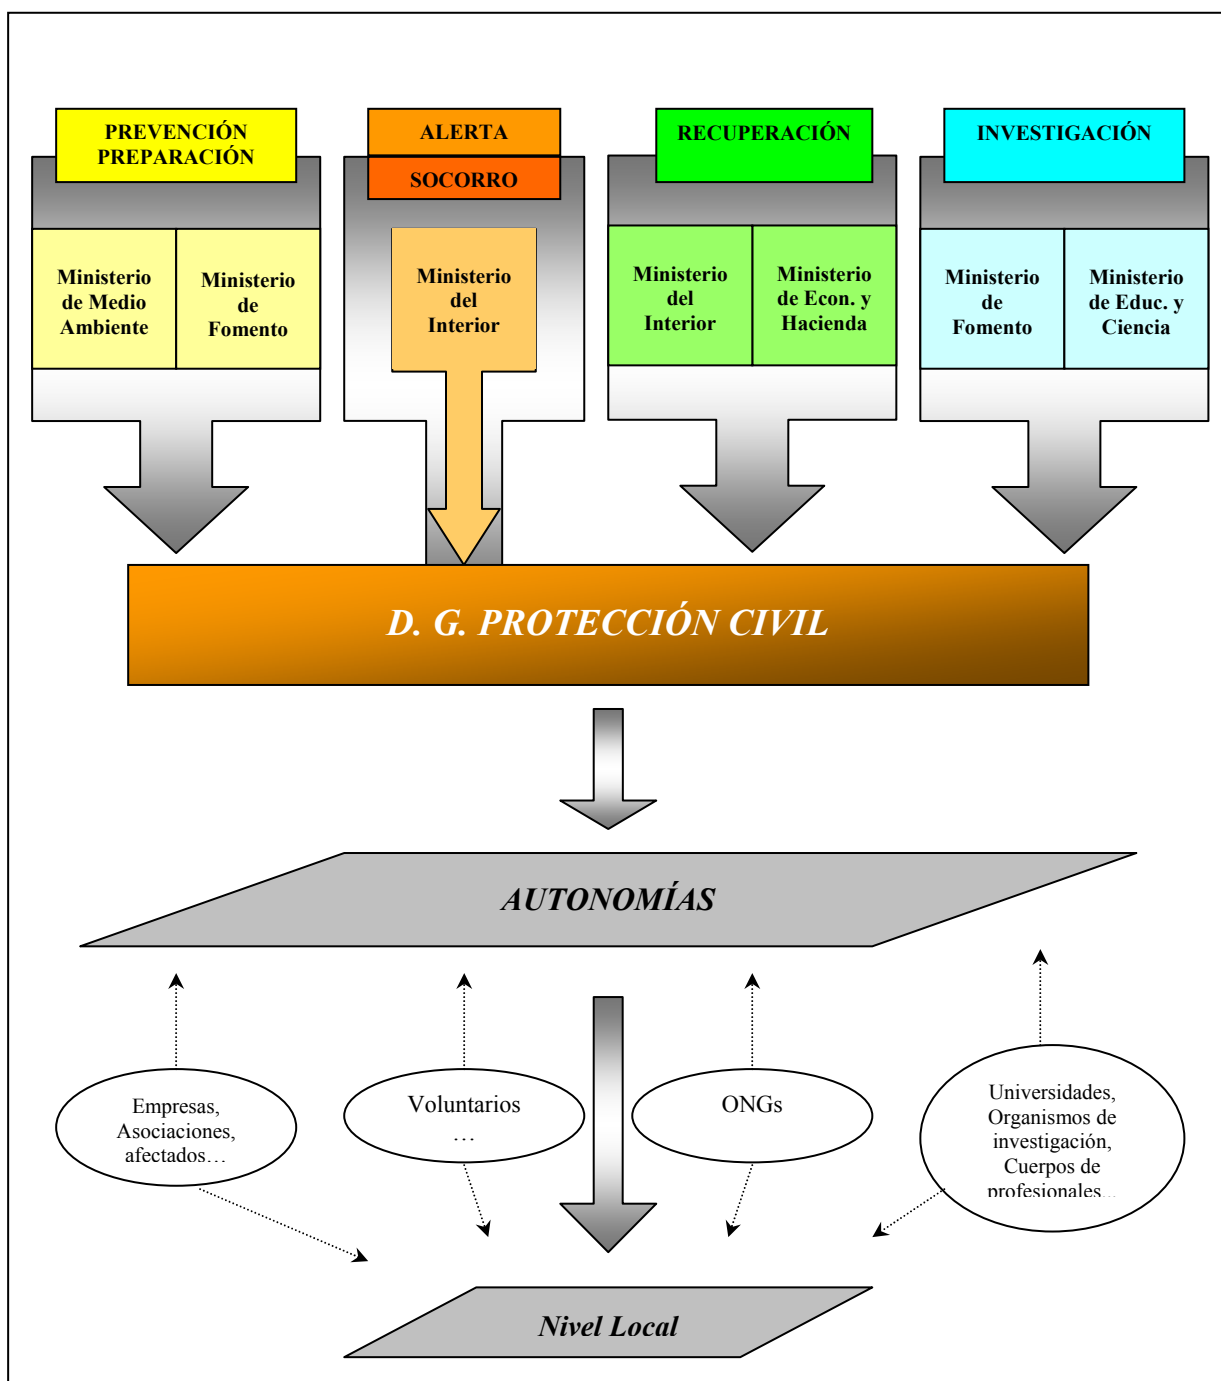 PREVENCIÓN
PREPARACIÓN
ALERTA
SOCORRO
RECUPERACIÓN
INVESTIGACIÓN
Ministerio
de Medio
Ambiente
Ministerio
de
Fomento
Ministerio
del
Interior
Ministerio
del
Interior
Ministerio
de Econ. y
Hacienda
Ministerio
de
Fomento
Ministerio
de Educ. y
Ciencia
D. G. PROTECCIÓN CIVIL
AUTONOMÍAS
Empresas,
Asociaciones,
afectados…
Voluntarios
…
ONGs
Universidades,
Organismos de
investigación,
Cuerpos de
profesionales...
Nivel Local